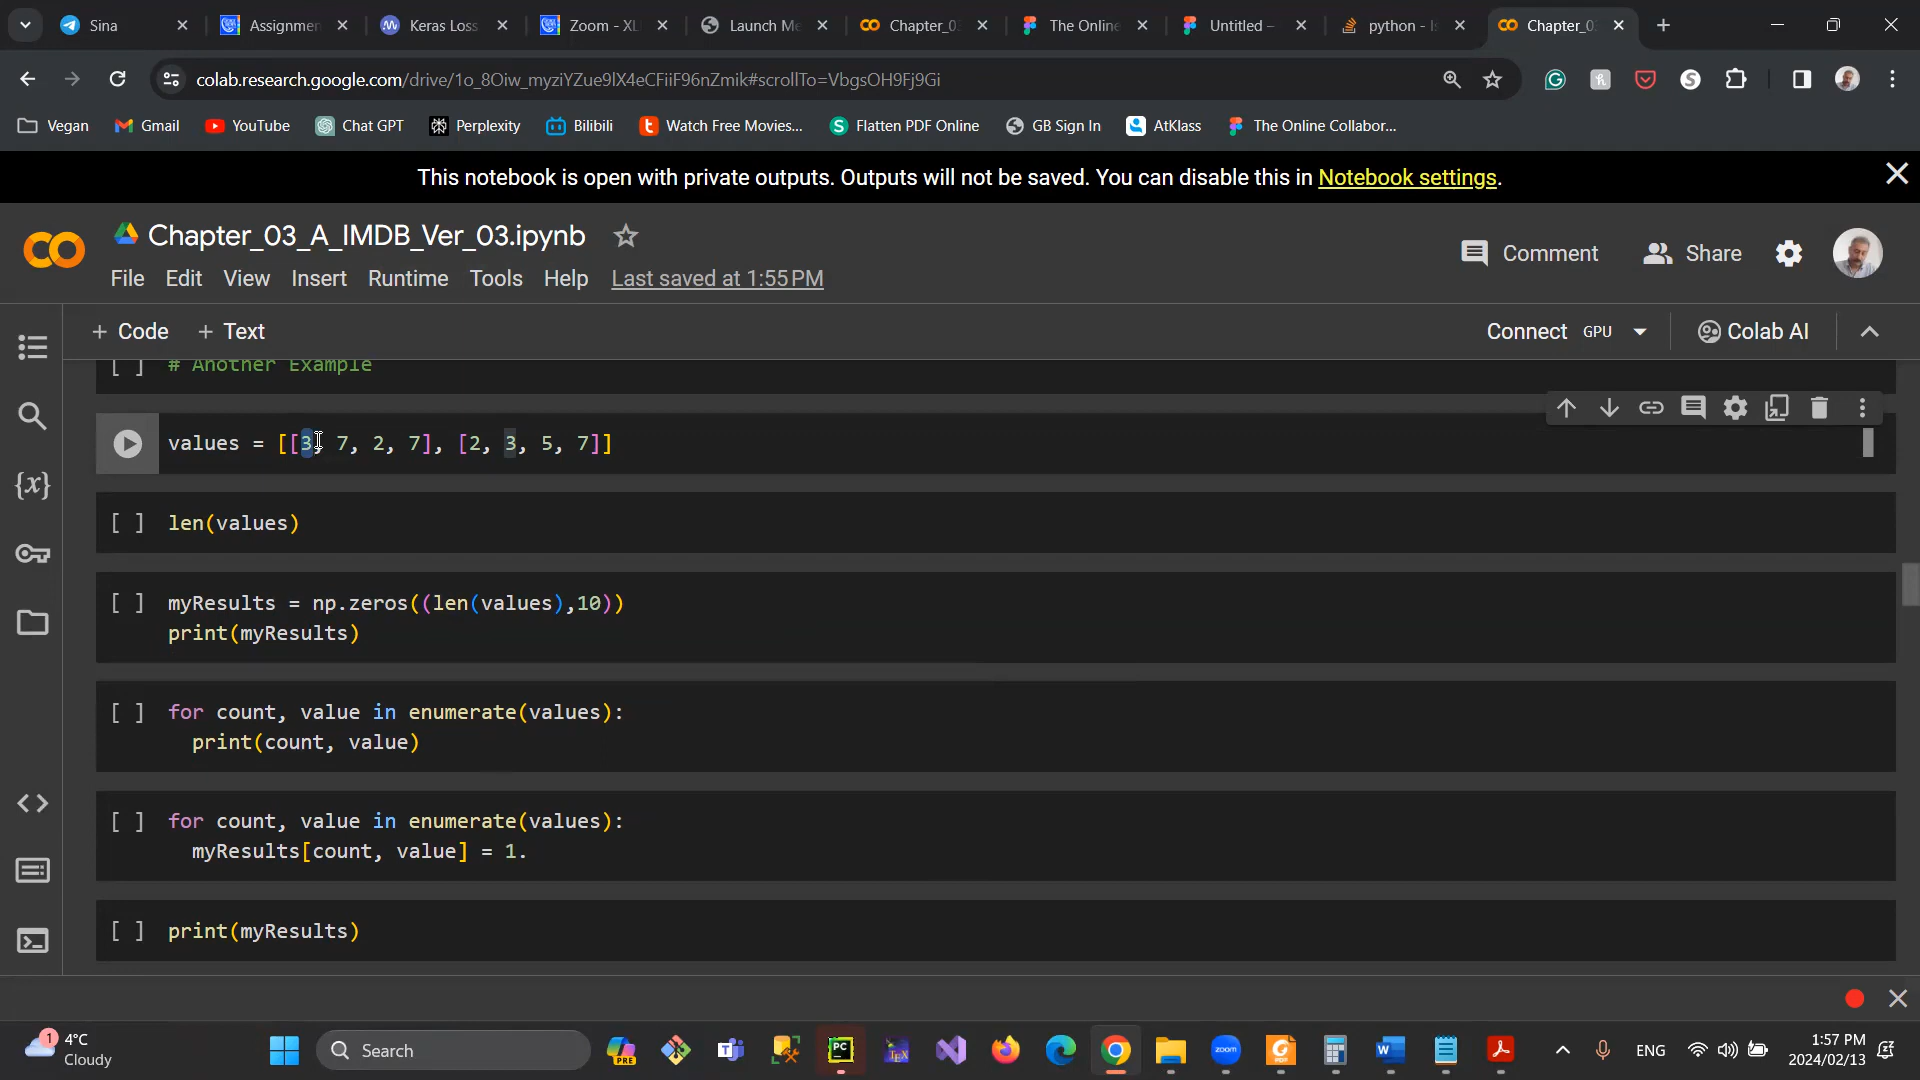 Sina
Assignmen
Keras Loss
Zoom - XL
Launch Me
Chapter_0
The Online
Untitled –
python - Is
Chapter_0
colab.research.google.com/drive/1o_8Oiw_myziYZue9lX4eCFiiF96nZmik#scrollTo=VbgsOH9Fj9Gi
Vegan
Gmail
YouTube
Chat GPT
Perplexity
Bilibili
Watch Free Movies...
Flatten PDF Online
GB Sign In
AtKlass
The Online Collabor...
This notebook is open with private outputs. Outputs will not be saved. You can disable this in Notebook settings.
Chapter_03_A_IMDB_Ver_03.ipynb
Comment
Share
File Edit View Insert Runtime Tools Help Last saved at 1:55 PM
+ Code + Text
Connect GPU
Colab AI
[ ] # Another Example
values = [[3, 7, 2, 7], [2, 3, 5, 7]]
[ ] len(values)
[ ] myResults = np.zeros((len(values),10))
print(myResults)
[ ] for count, value in enumerate(values):
print(count, value)
[ ] for count, value in enumerate(values):
myResults[count, value] = 1.
[ ] print(myResults)
{x}
1
4°C
Cloudy
Search
PRE
PC
TEX
zoom
W
ENG
1:57 PM
2024/02/13